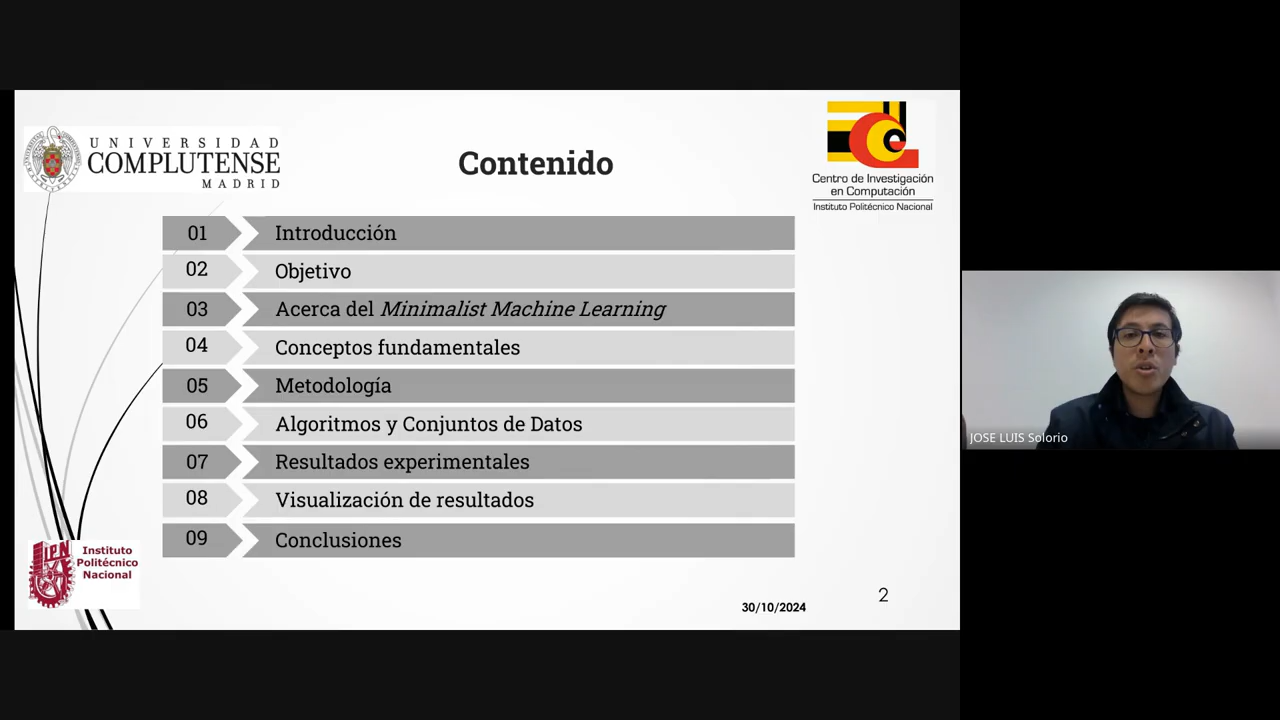 UNIVERSIDAD
COMPLUTENSE
MADRID
Contenido
Centro de Investigación
en Computación
Instituto Politécnico Nacional
01 Introducción
02 Objetivo
03 Acerca del Minimalist Machine Learning
04 Conceptos fundamentales
05 Metodología
06 Algoritmos y Conjuntos de Datos
07 Resultados experimentales
08 Visualización de resultados
09 Conclusiones
I.P.N.
Instituto
Politécnico
Nacional
30/10/2024
2
JOSE LUIS Solorio